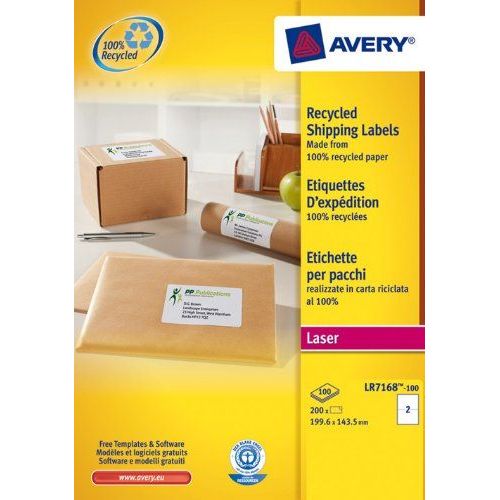 100%
Recycled
AVERY
Recycled
Shipping Labels
Made from
100% recycled paper
Etiquettes
D'expédition
100% recyclées
Etichette
per pacchi
realizzate in carta riciclata
al 100%
Laser
PP Publications
PP Publications
100
LR7168™-100
200 x
2
199.6 x 143.5 mm
Free Templates & Software
Modèles et logiciels gratuits
Software e modelli gratuiti
www.avery.eu